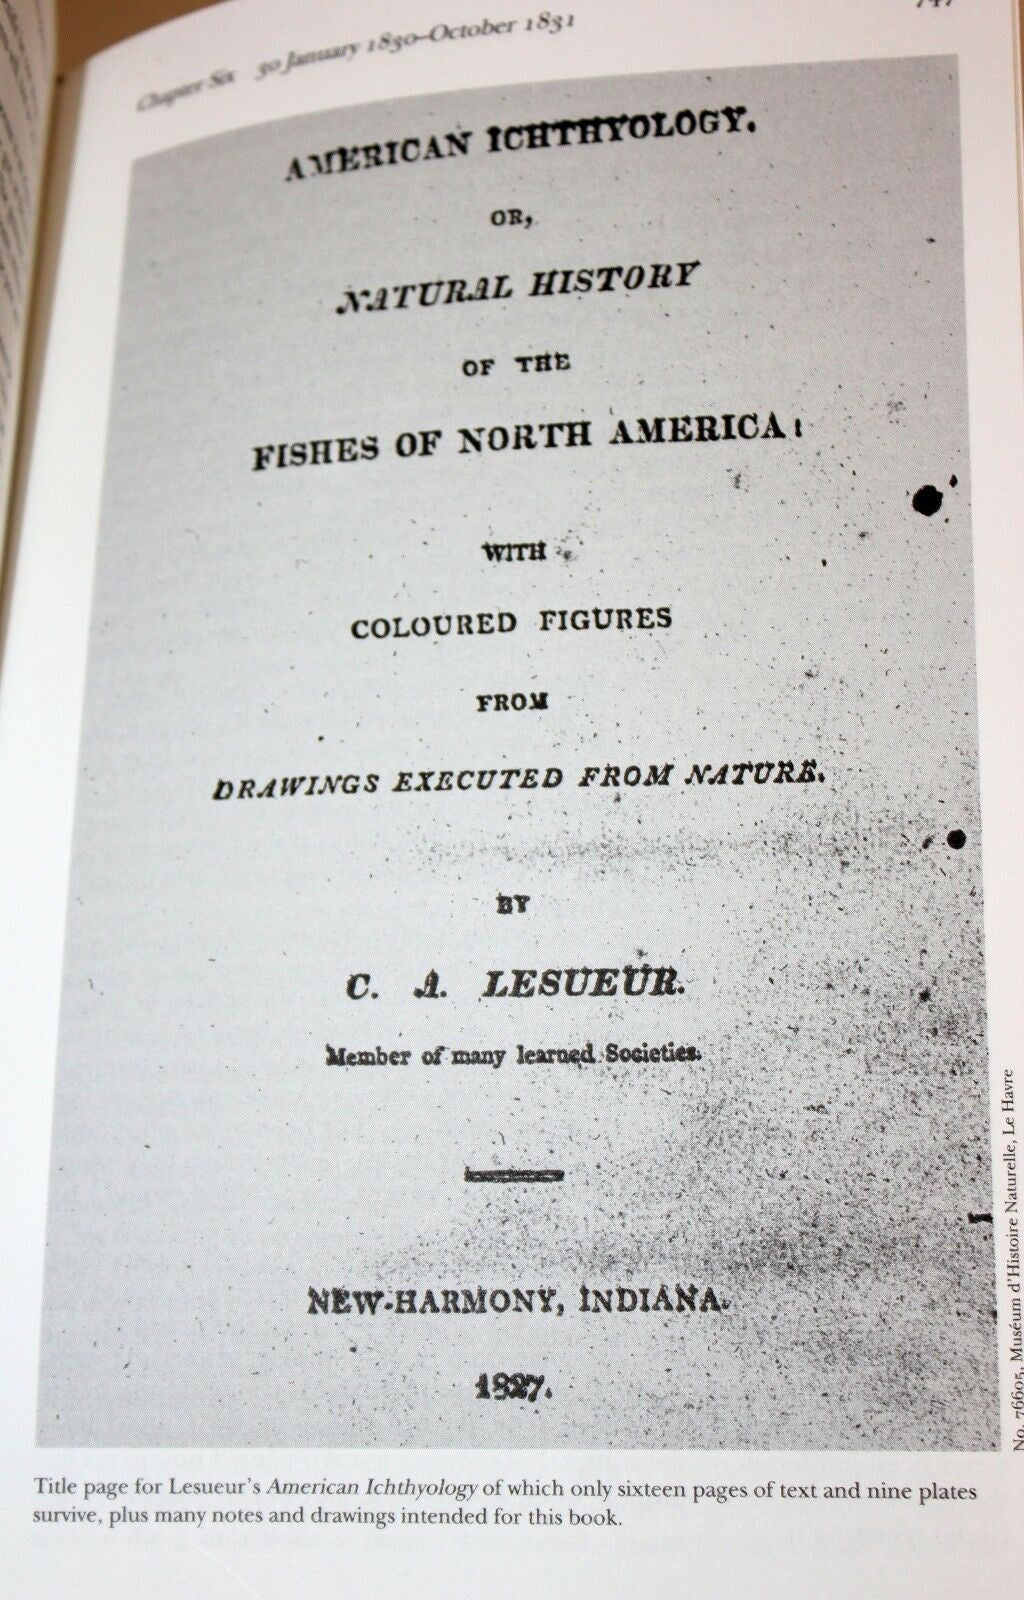 Chapter Six 30 January 1830–October 1831
AMERICAN ICHTHYOLOGY.
OR,
NATURAL HISTORY
OF THE
FISHES OF NORTH AMERICA:
WITH
COLOURED FIGURES
FROM
DRAWINGS EXECUTED FROM NATURE.
BY
C. A. LESUEUR.
Member of many learned Societies.
NEW-HARMONY, INDIANA.
1827.
No. 76605, Muséum d'Histoire Naturelle, Le Havre
Title page for Lesueur's American Ichthyology of which only sixteen pages of text and nine plates
survive, plus many notes and drawings intended for this book.